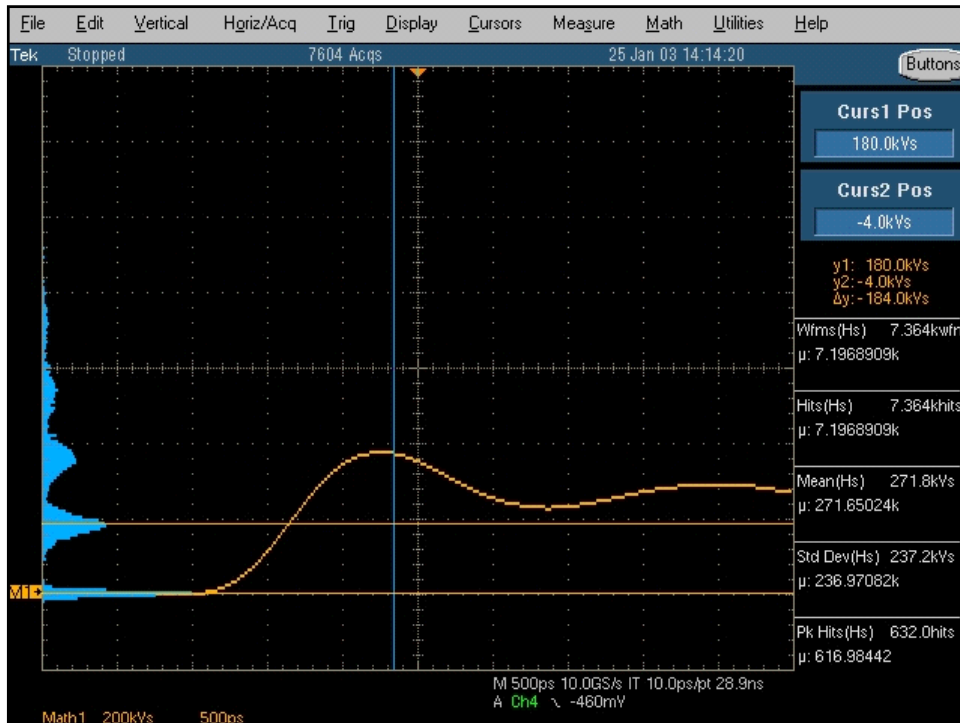 File Edit Vertical Horiz/Acq Trig Display Cursors Measure Math Utilities Help
Tek Stopped 7604 Acqs 25 Jan 03 14:14:20
Buttons
Curs1 Pos
180.0kVs
Curs2 Pos
-4.0kVs
y1: 180.0kVs
y2:-4.0kVs
Δy:-184.0kVs
Wfms(Hs) 7.364kwfm
µ: 7.1968909k
Hits(Hs) 7.364khits
µ: 7.1968909k
Mean(Hs) 271.8kVs
µ: 271.65024k
Std Dev(Hs) 237.2kVs
µ: 236.97082k
Pk Hits(Hs) 632.0hits
µ: 616.98442
M1
M 500ps 10.0GS/s IT 10.0ps/pt 28.9ns
A Ch4 -460mV
Math1 200kVs 500ps